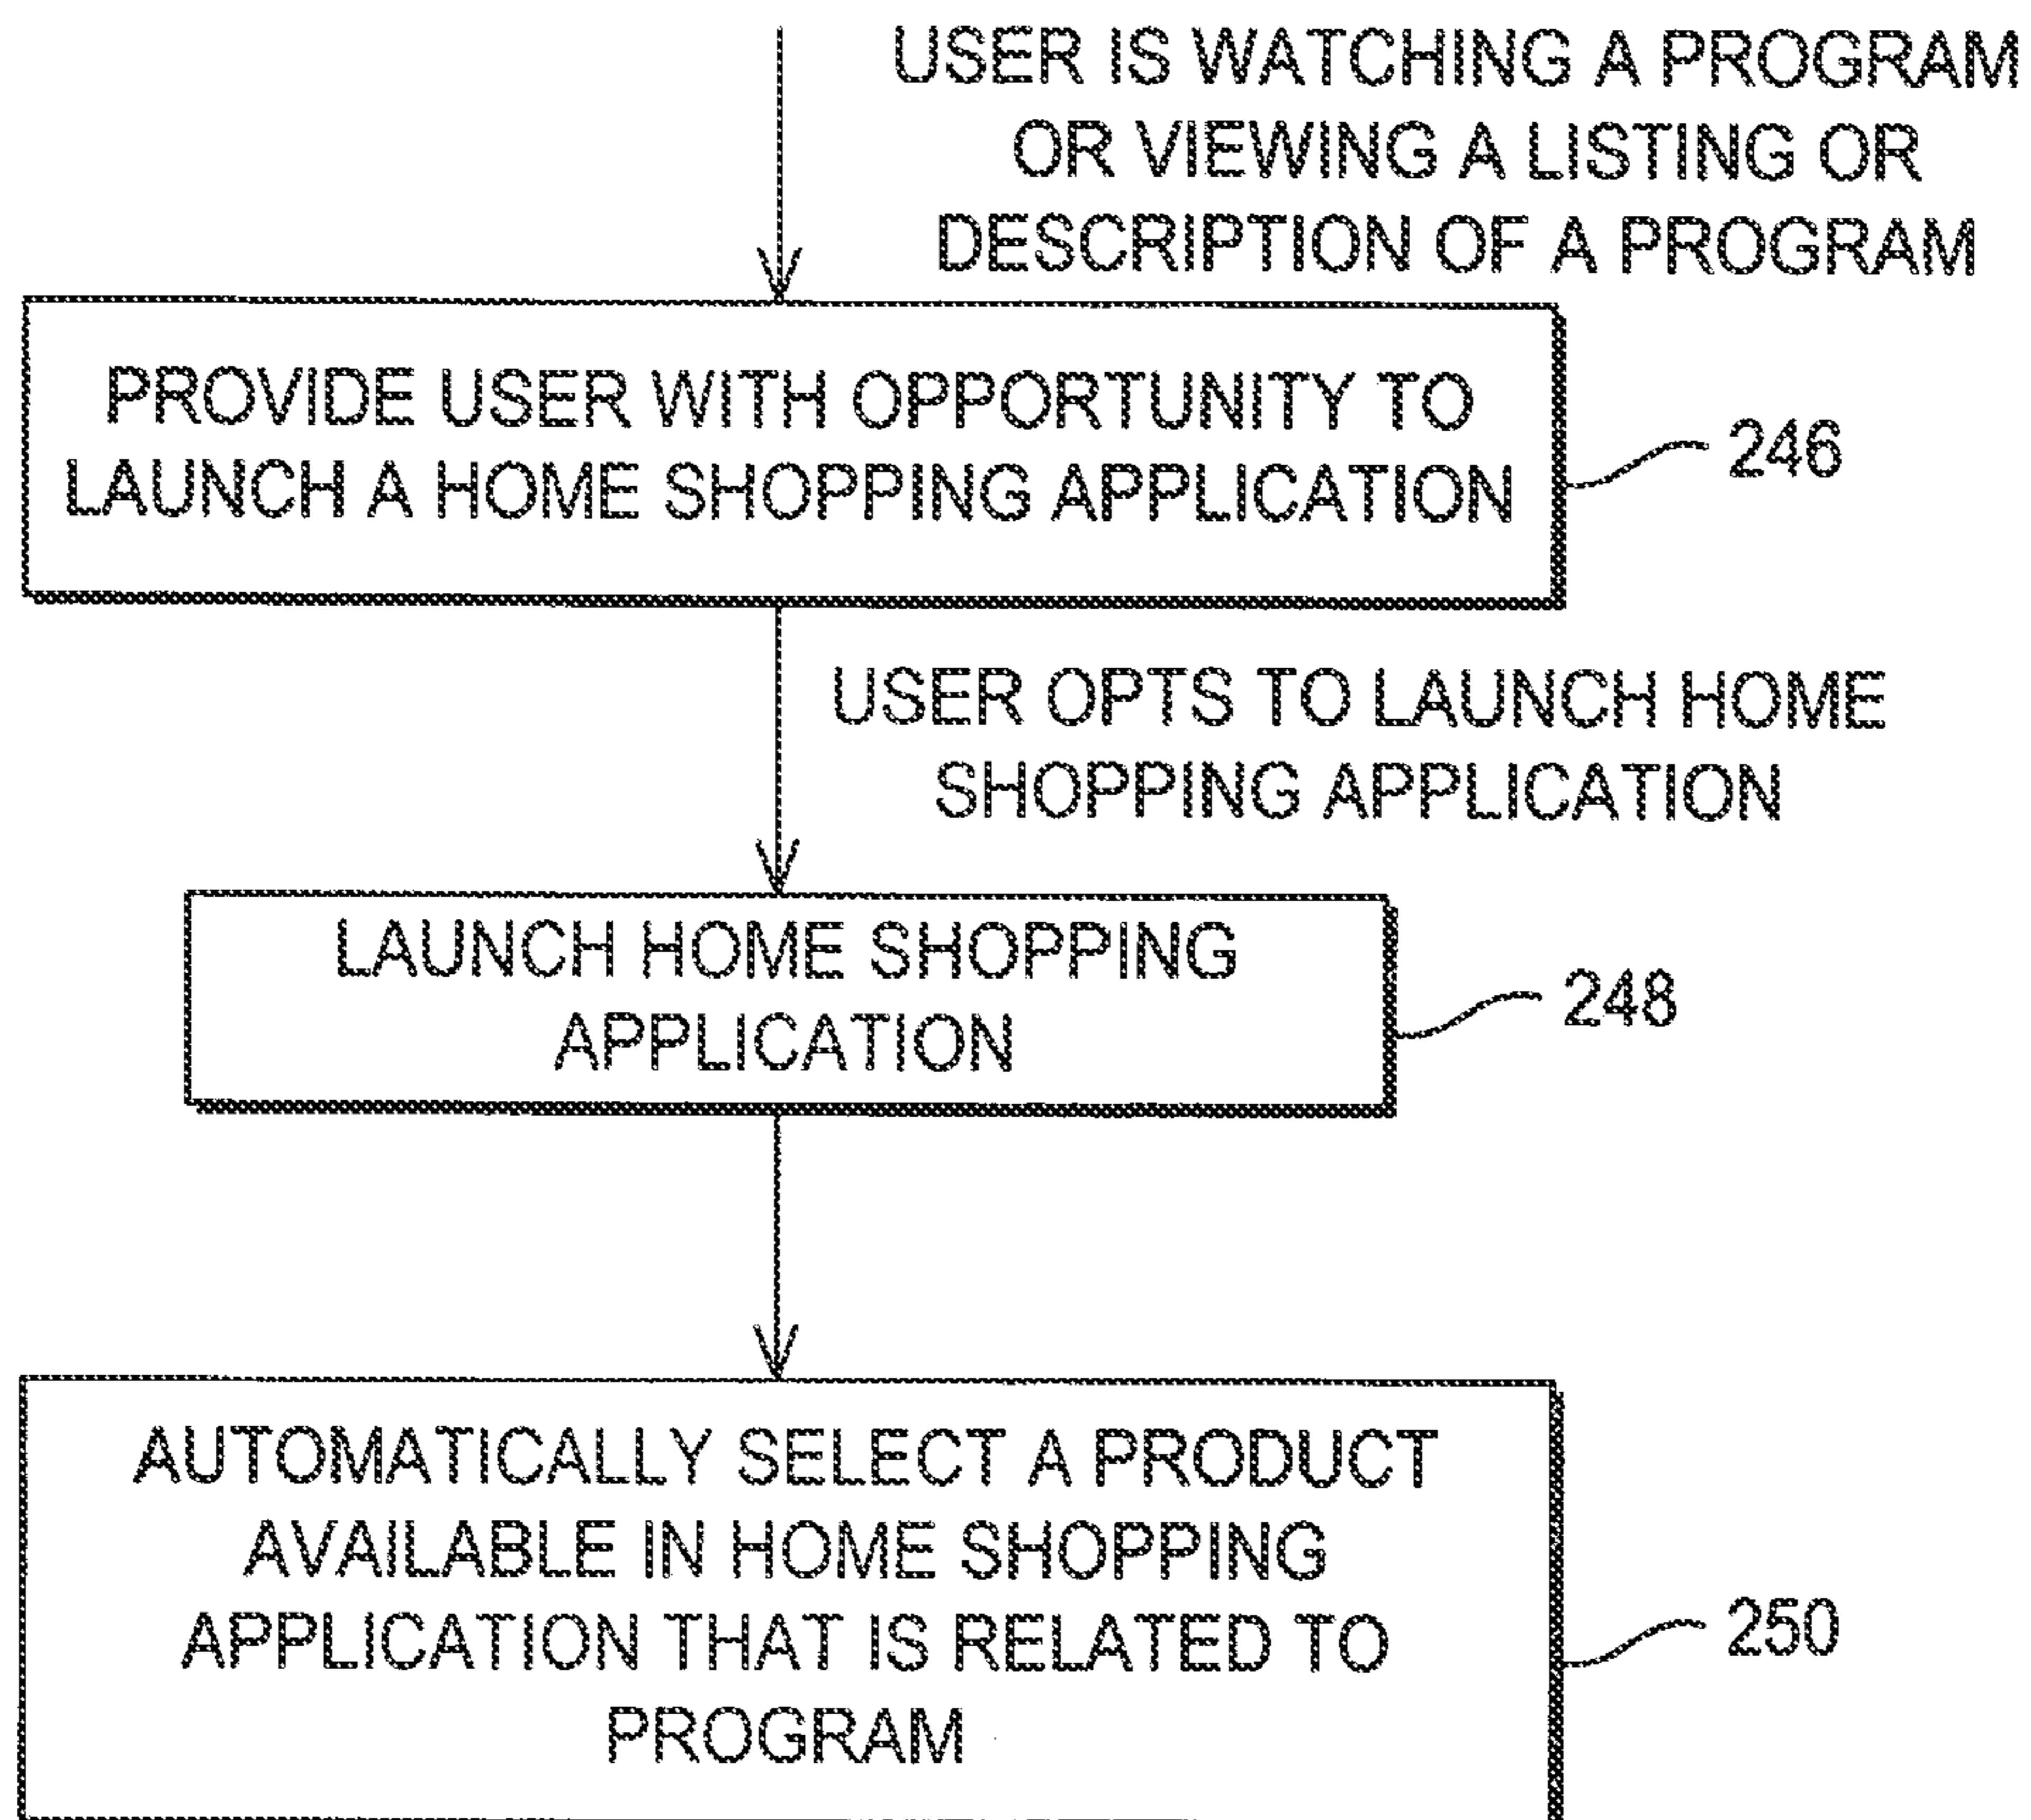 USER IS WATCHING A PROGRAM
OR VIEWING A LISTING OR
DESCRIPTION OF A PROGRAM
PROVIDE USER WITH OPPORTUNITY TO
LAUNCH A HOME SHOPPING APPLICATION
246
USER OPTS TO LAUNCH HOME
SHOPPING APPLICATION
LAUNCH HOME SHOPPING
APPLICATION
248
AUTOMATICALLY SELECT A PRODUCT
AVAILABLE IN HOME SHOPPING
APPLICATION THAT IS RELATED TO
PROGRAM
250